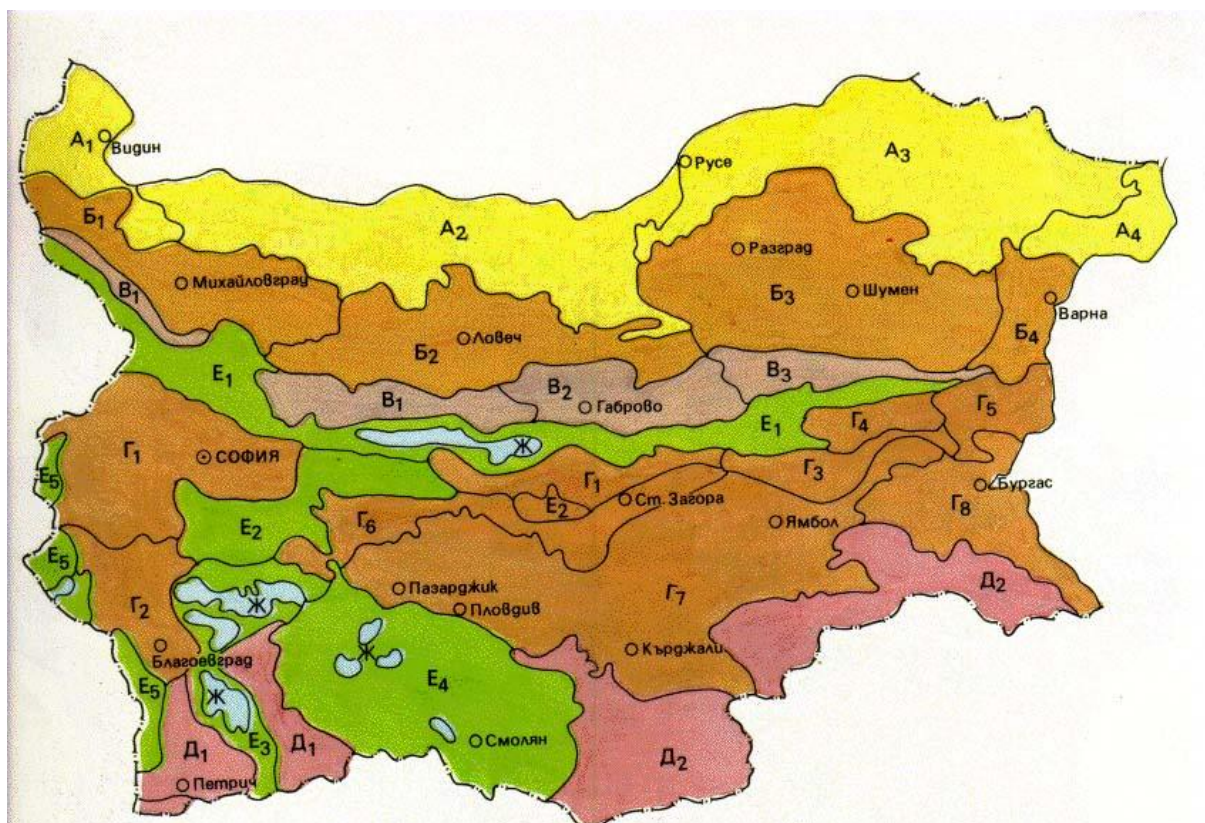 А1
Видин
Русе
А3
Б1
А2
А4
Разград
Михайловград
Б3
Шумен
В1
Варна
Ловеч
Б2
Б4
Е1
В3
В2
В1
Габрово
Г5
Е1
Г4
Ж
Г1
СОФИЯ
Г3
Е5
Г1
Бургас
Е2
Ст. Загора
Г8
Е2
Г6
Ямбол
Е5
Д2
Пазарджик
Г2
Ж
Г7
Пловдив
Благоевград
Ж
Кърджали
Е5
Е4
Ж
Е3
Д1
Д1
Смолян
Д2
Петрич